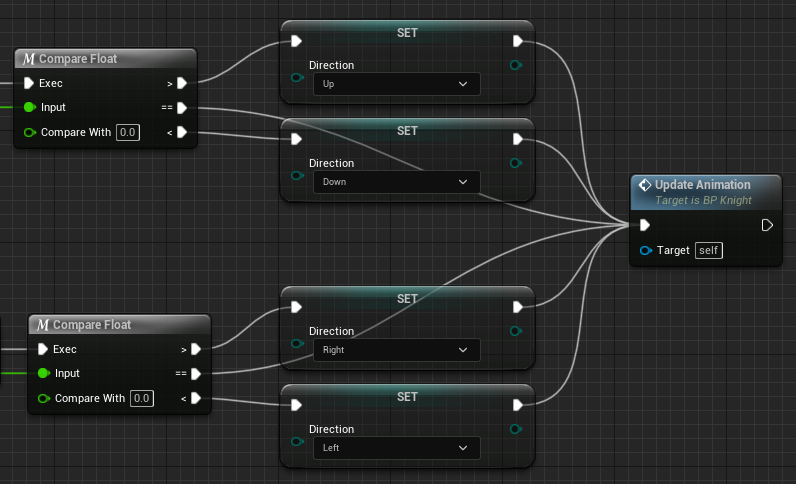 SET
Compare Float
Direction
Exec
>
Up
Input
==
Compare With 0.0
<
SET
Direction
Down
Update Animation
Target is BP Knight
Target self
SET
Compare Float
Direction
Exec
>
Right
Input
==
Compare With 0.0
<
SET
Direction
Left